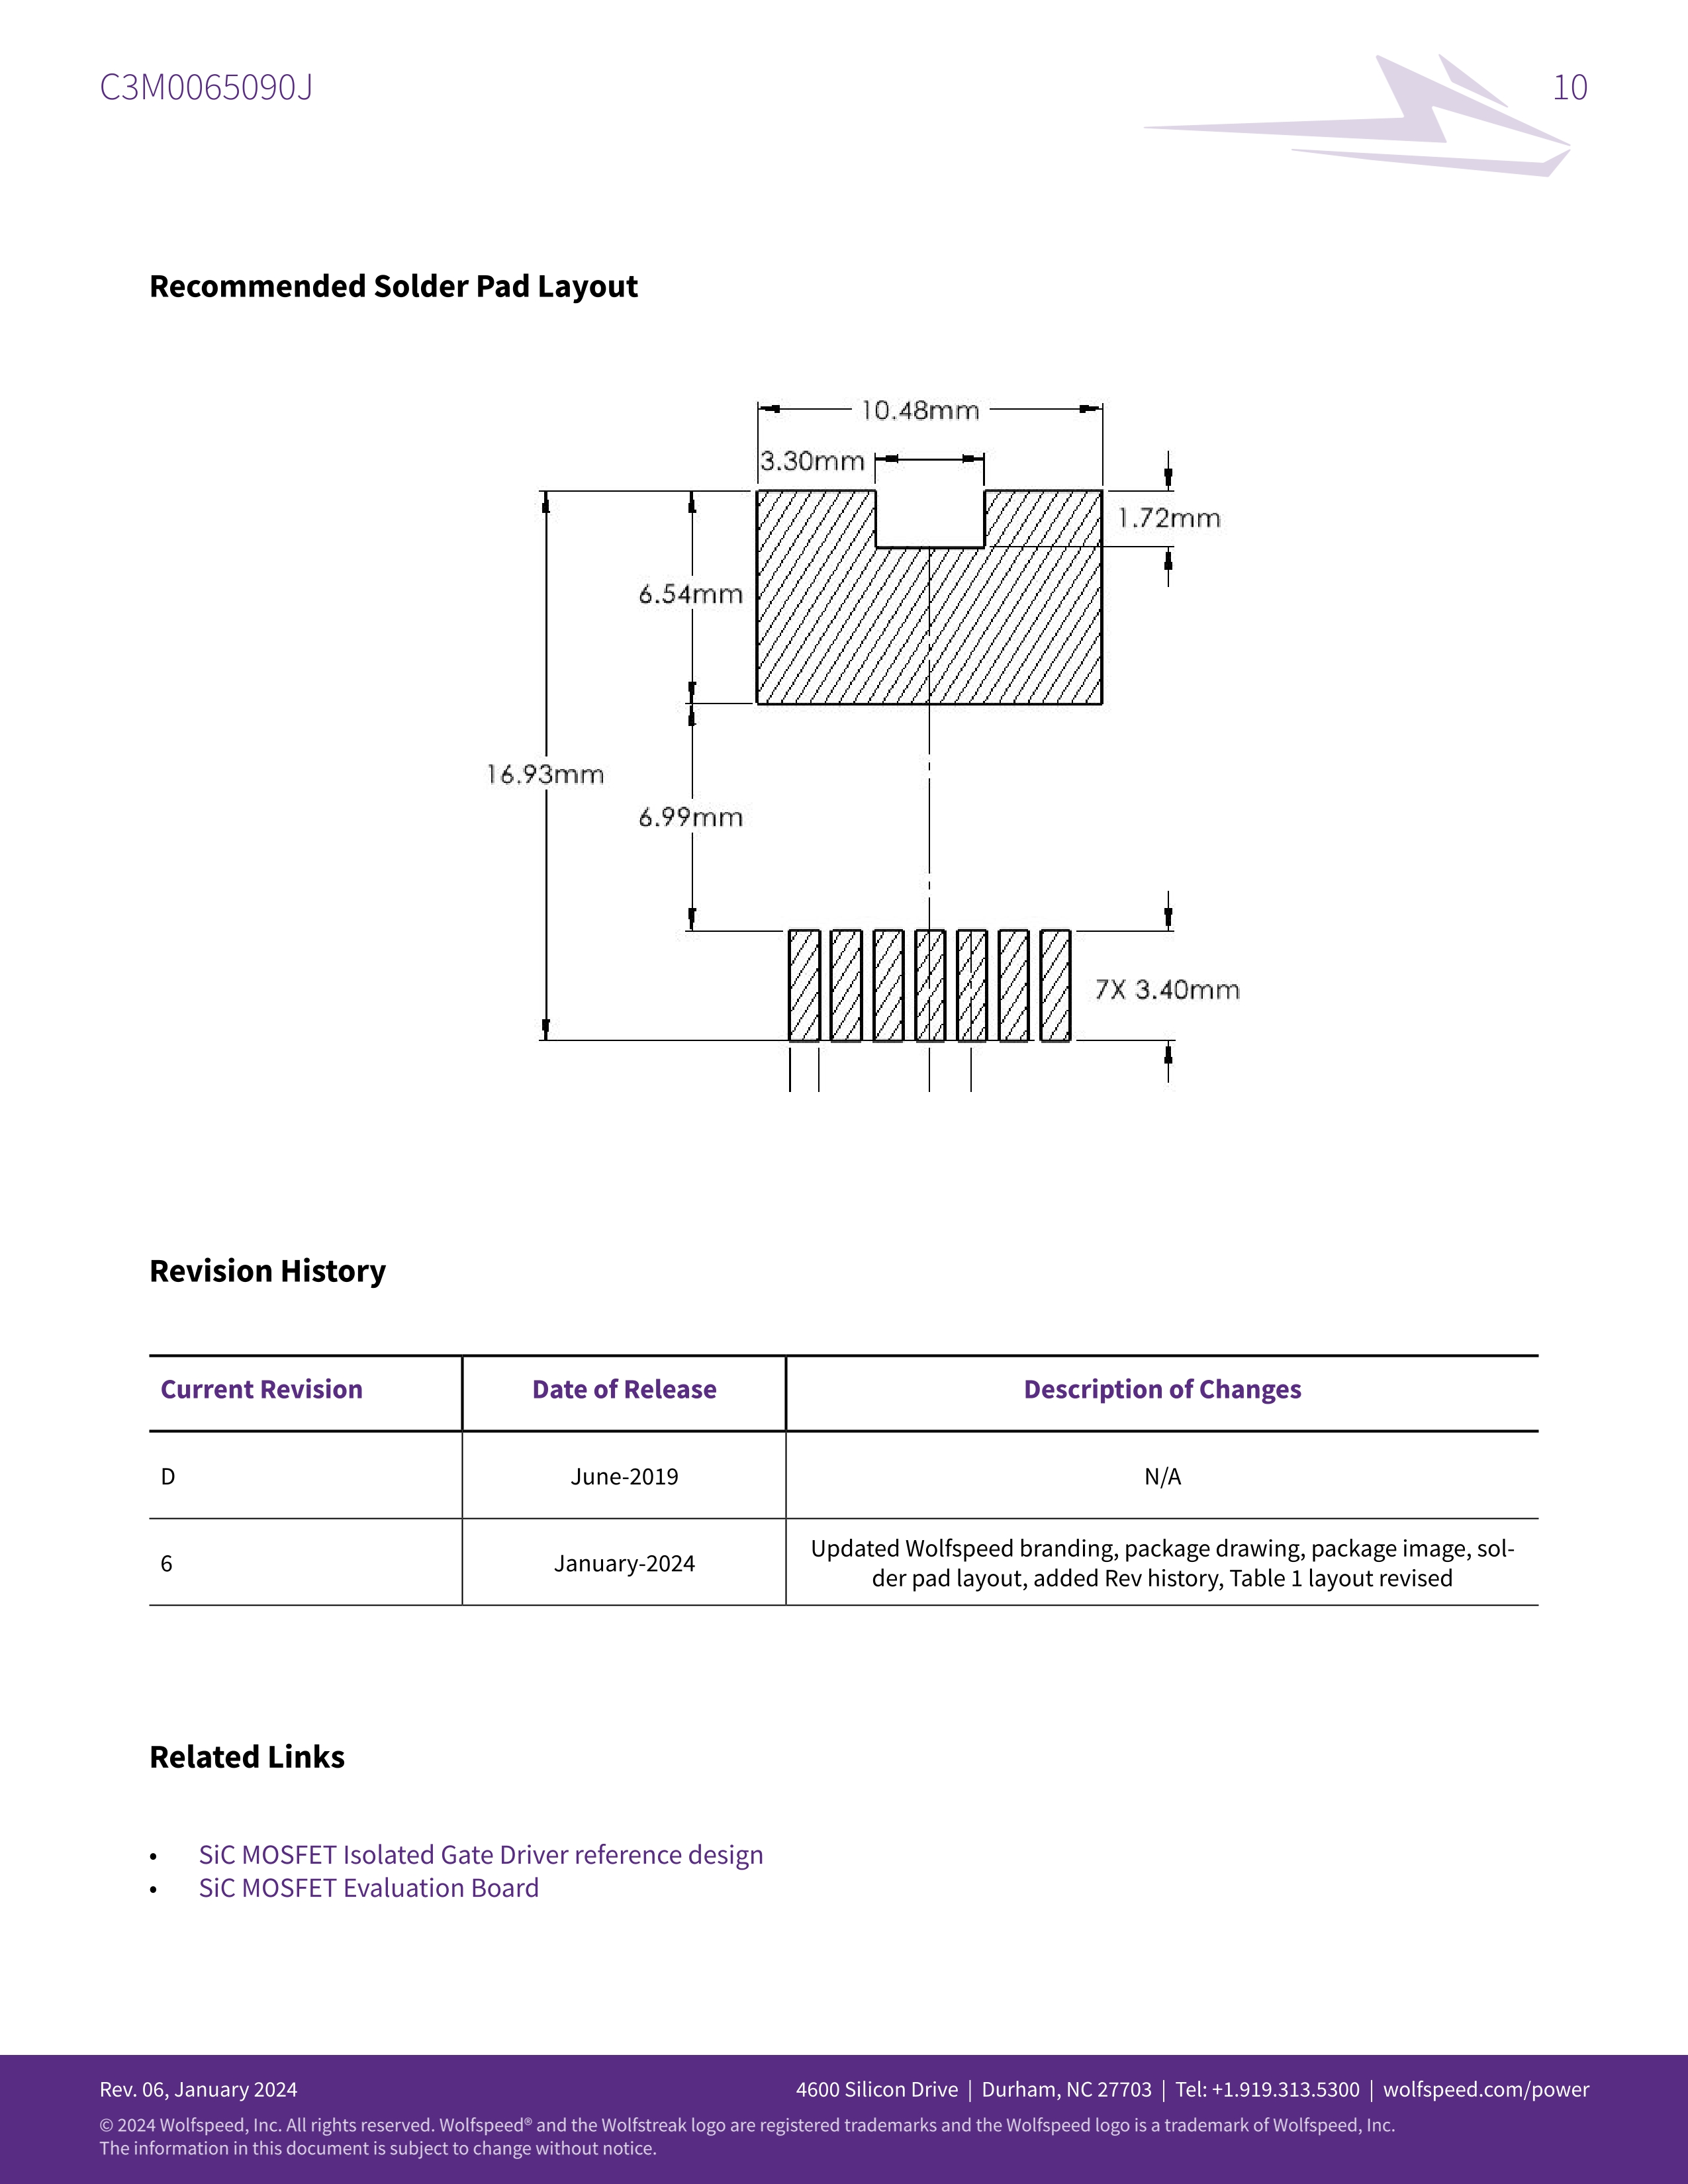 C3M0065090J
10
Recommended Solder Pad Layout
10.48mm
3.30mm
1.72mm
6.54mm
16.93mm
6.99mm
7X 3.40mm
Revision History
Current Revision
Date of Release
Description of Changes
D
June-2019
N/A
6
January-2024
Updated Wolfspeed branding, package drawing, package image, sol-
der pad layout, added Rev history, Table 1 layout revised
Related Links
• SiC MOSFET Isolated Gate Driver reference design
• SiC MOSFET Evaluation Board
Rev. 06, January 2024
4600 Silicon Drive | Durham, NC 27703 | Tel: +1.919.313.5300 | wolfspeed.com/power
© 2024 Wolfspeed, Inc. All rights reserved. Wolfspeed® and the Wolfstreak logo are registered trademarks and the Wolfspeed logo is a trademark of Wolfspeed, Inc.
The information in this document is subject to change without notice.